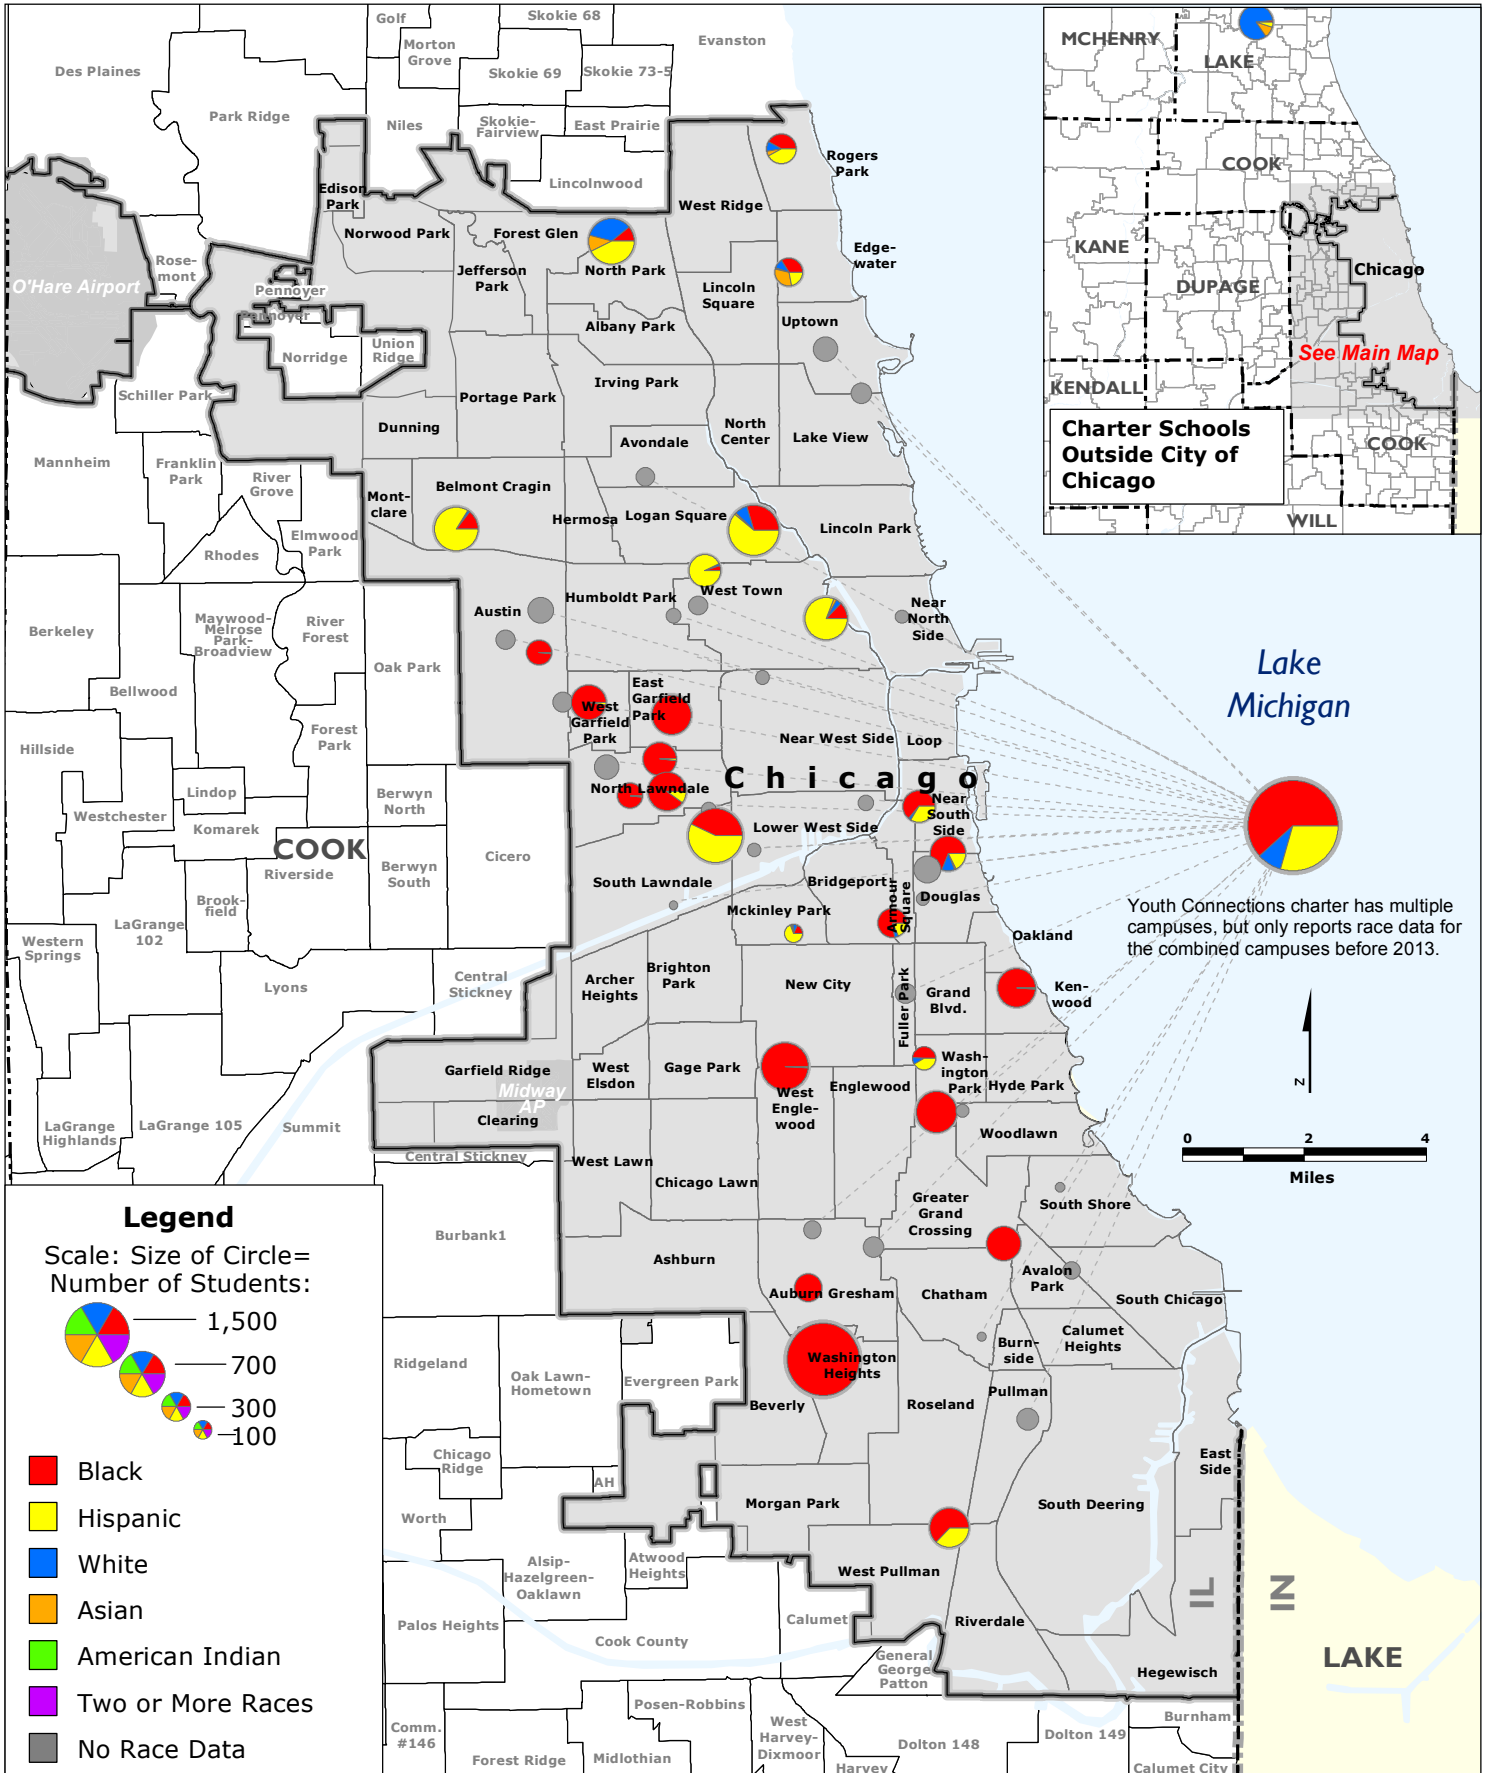 Golf
Skokie 68
Evanston
Morton
Grove
Des Plaines
Skokie 69
Skokie 73-5
Park Ridge
Niles
Skokie-
Fairview
East Prairie
Lincolnwood
Rogers
Park
Edison
Park
West Ridge
Norwood Park
Forest Glen
Edge-
water
Rose-
mont
Jefferson
Park
North Park
O'Hare Airport
Pennoyer
Pennoyer
Lincoln
Square
Albany Park
Uptown
Norridge
Union
Ridge
Schiller Park
Irving Park
Portage Park
Dunning
North
Center
Lake View
Avondale
Mannheim
Franklin
Park
River
Grove
Mont-
clare
Belmont Cragin
Hermosa
Logan Square
Lincoln Park
Elmwood
Park
Rhodes
West Town
Humboldt Park
Austin
Near
North
Side
Berkeley
Maywood-
Melrose
Park-
Broadview
River
Forest
Oak Park
Bellwood
East
Garfield
Park
West
Garfield
Park
Forest
Park
Hillside
Near West Side
Loop
Chicago
North Lawndale
Lindop
Westchester
Komarek
Berwyn
North
Near
South
Side
Lower West Side
COOK
Riverside
Cicero
Berwyn
South
South Lawndale
Bridgeport
Armour
Square
Douglas
Brook-
field
LaGrange
102
Mckinley Park
Oakland
Western
Springs
Lyons
Central
Stickney
Archer
Heights
Brighton
Park
New City
Fuller Park
Grand
Blvd.
Ken-
wood
Garfield Ridge
Midway
AP
Clearing
West
Elsdon
Gage Park
West
Engle-
wood
Englewood
Wash-
ington
Park
Hyde Park
Woodlawn
LaGrange
Highlands
LaGrange 105
Summit
Central Stickney
West Lawn
Chicago Lawn
Greater
Grand
Crossing
South Shore
Burbank1
Ashburn
Avalon
Park
Auburn Gresham
Chatham
South Chicago
Calumet
Heights
Burn-
side
Washington
Heights
Ridgeland
Oak Lawn-
Hometown
Evergreen Park
Beverly
Roseland
Pullman
Chicago
Ridge
AH
East
Side
Morgan Park
South Deering
Worth
Atwood
Heights
Alsip-
Hazelgreen-
Oaklawn
West Pullman
Palos Heights
Calumet
Riverdale
Cook County
General
George
Patton
Hegewisch
Posen-Robbins
Comm.
#146
Forest Ridge
Midlothian
West
Harvey-
Dixmoor
Harvey
Dolton 148
Dolton 149
Burnham
Calumet City
IL
IN
LAKE
MCHENRY
LAKE
COOK
KANE
DUPAGE
Chicago
See Main Map
KENDALL
COOK
WILL
Charter Schools
Outside City of
Chicago
Lake
Michigan
Youth Connections charter has multiple
campuses, but only reports race data for
the combined campuses before 2013.
N
0 2 4
Miles
Legend
Scale: Size of Circle=
Number of Students:
1,500
700
300
100
Black
Hispanic
White
Asian
American Indian
Two or More Races
No Race Data